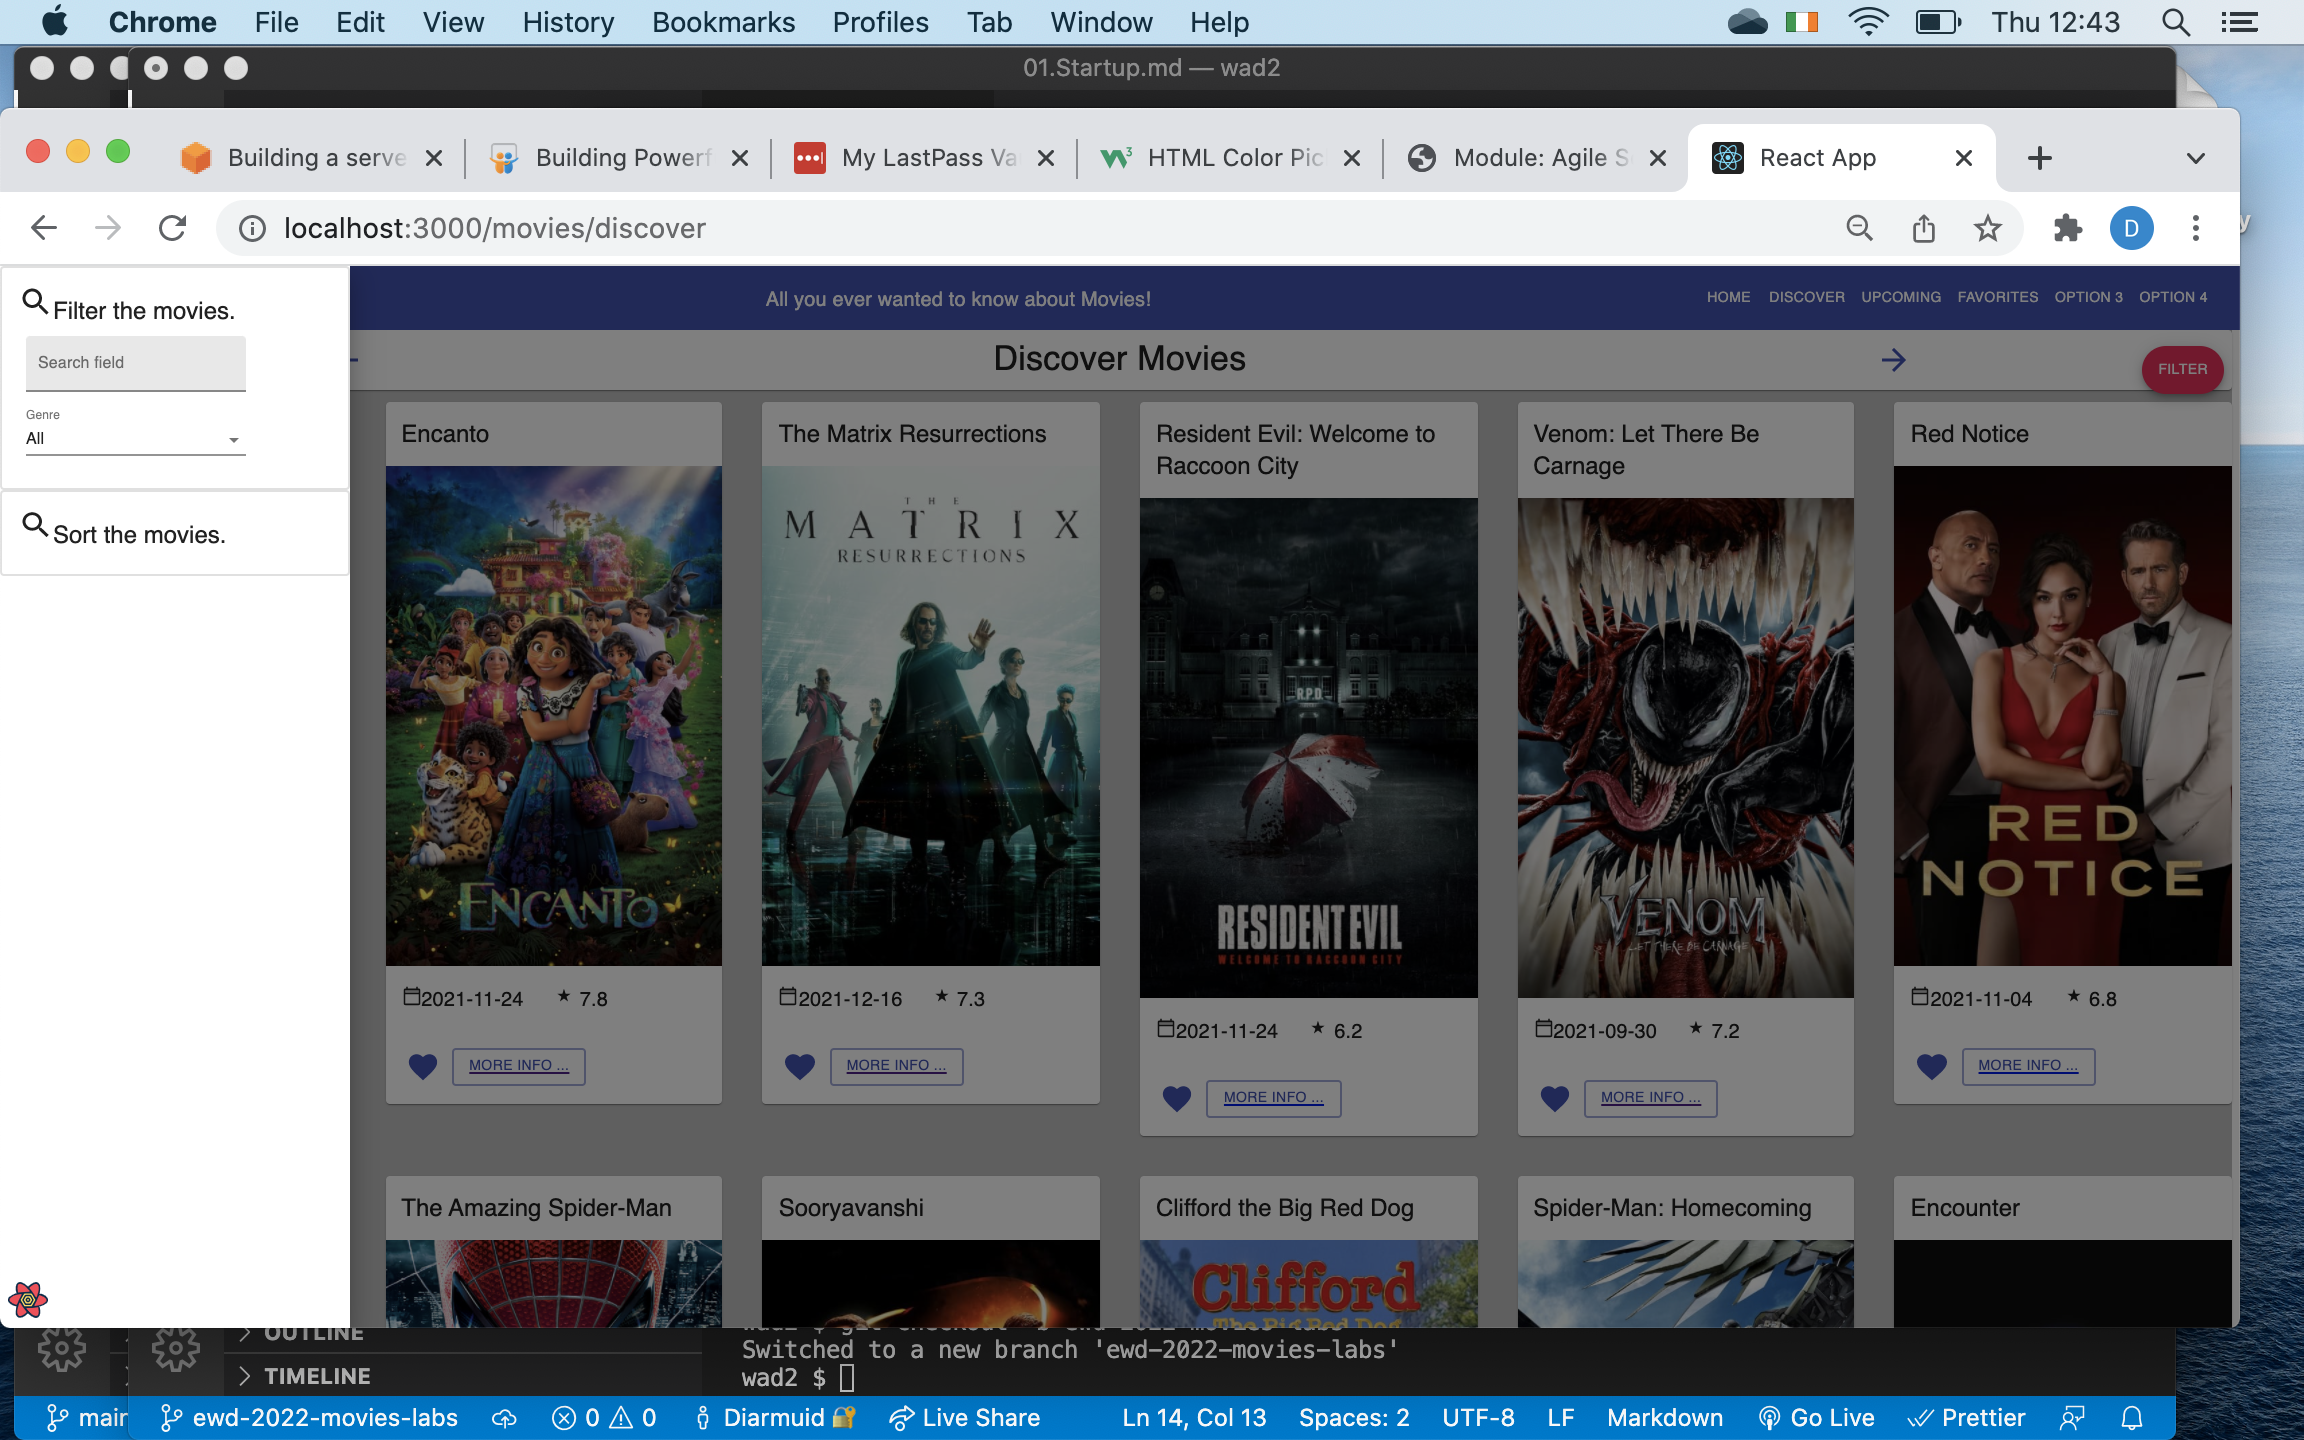 Chrome File Edit View History Bookmarks Profiles Tab Window Help Thu 12:43
01.Startup.md — wad2
Building a serve Building Powerf My LastPass Va HTML Color Pic Module: Agile S React App
localhost:3000/movies/discover D
Filter the movies.
Search field
Genre
All
Sort the movies.
All you ever wanted to know about Movies! HOME DISCOVER UPCOMING FAVORITES OPTION 3 OPTION 4
Discover Movies FILTER
Encanto
ENCANTO
2021-11-24 7.8
MORE INFO ...
The Matrix Resurrections
THE
MATRIX
RESURRECTIONS
2021-12-16 7.3
MORE INFO ...
Resident Evil: Welcome to
Raccoon City
R.P.D.
RESIDENT EVIL
WELCOME TO RACCOON CITY
2021-11-24 6.2
MORE INFO ...
Venom: Let There Be
Carnage
VENOM
LET THERE BE CARNAGE
2021-09-30 7.2
MORE INFO ...
Red Notice
RED
NOTICE
2021-11-04 6.8
MORE INFO ...
The Amazing Spider-Man
Sooryavanshi
Clifford the Big Red Dog
Clifford
The Big Red Dog
Spider-Man: Homecoming
Encounter
OUTLINE
TIMELINE
Switched to a new branch 'ewd-2022-movies-labs'
wad2 $
main ewd-2022-movies-labs 0 0 Diarmuid Live Share Ln 14, Col 13 Spaces: 2 UTF-8 LF Markdown Go Live Prettier